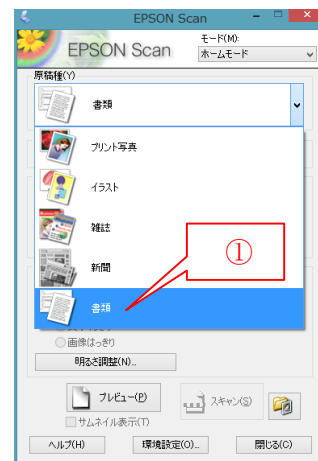 EPSON Scan
EPSON Scan
モード(M):
ホームモード
原稿種(Y)
書類
プリント写真
イラスト
雑誌
新聞
書類
①
画像はっきり
明るさ調整(N)...
プレビュー(P)
スキャン(S)
サムネイル表示(T)
ヘルプ(H)
環境設定(O)...
閉じる(C)